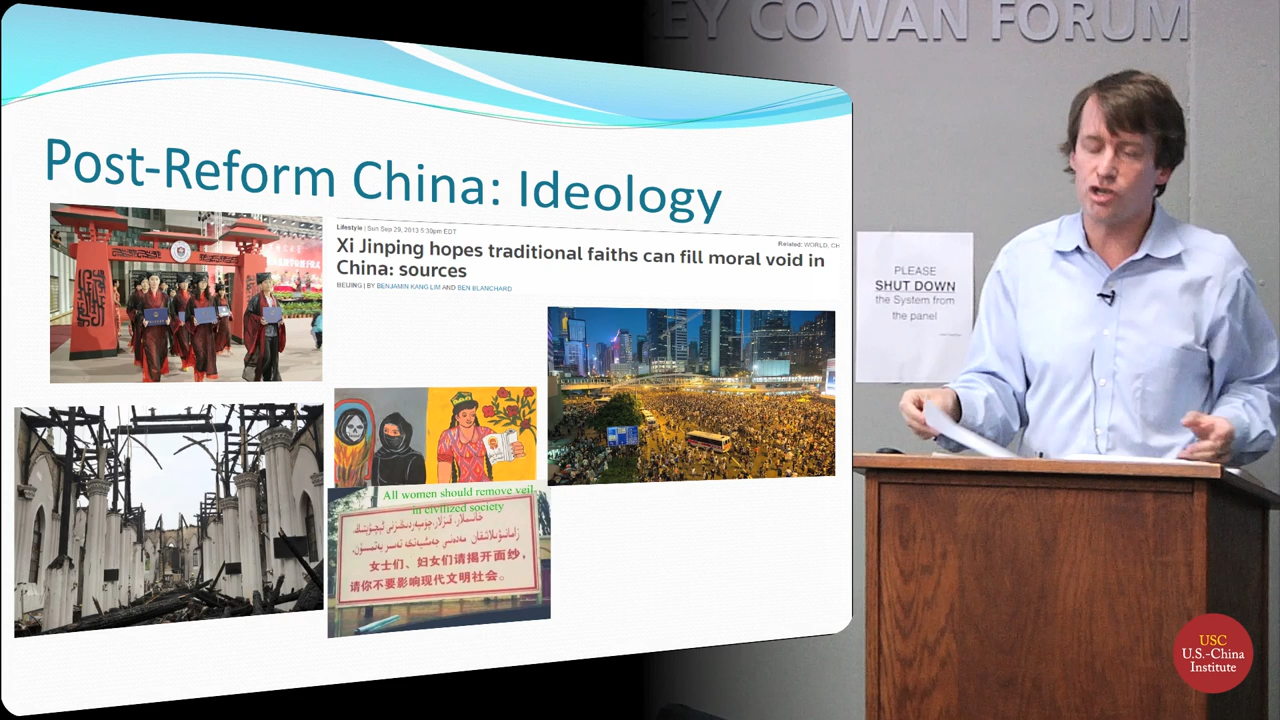 REY COWAN FORUM
Post-Reform China: Ideology
Lifestyle | Sun Sep 29, 2013 5:30pm EDT
Related: WORLD, CH
Xi Jinping hopes traditional faiths can fill moral void in
China: sources
BEIJING | BY BENJAMIN KANG LIM AND BEN BLANCHARD
All women should remove veil
in civilized society
女士们、妇女们请揭开面纱,
请你不要影响现代文明社会。
PLEASE
SHUT DOWN
the System from
the panel
USC
U.S.-China
Institute